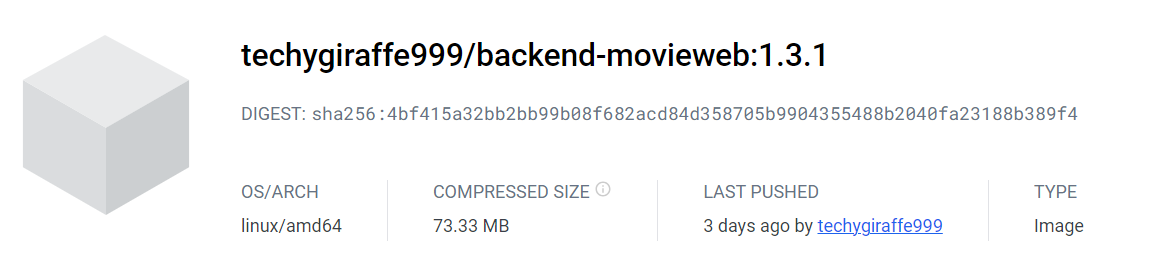 techygiraffe999/backend-movieweb:1.3.1
DIGEST: sha256:4bf415a32bb2bb99b08f682acd84d358705b9904355488b2040fa23188b389f4
OS/ARCH COMPRESSED SIZE LAST PUSHED TYPE
linux/amd64 73.33 MB 3 days ago by techygiraffe999 Image